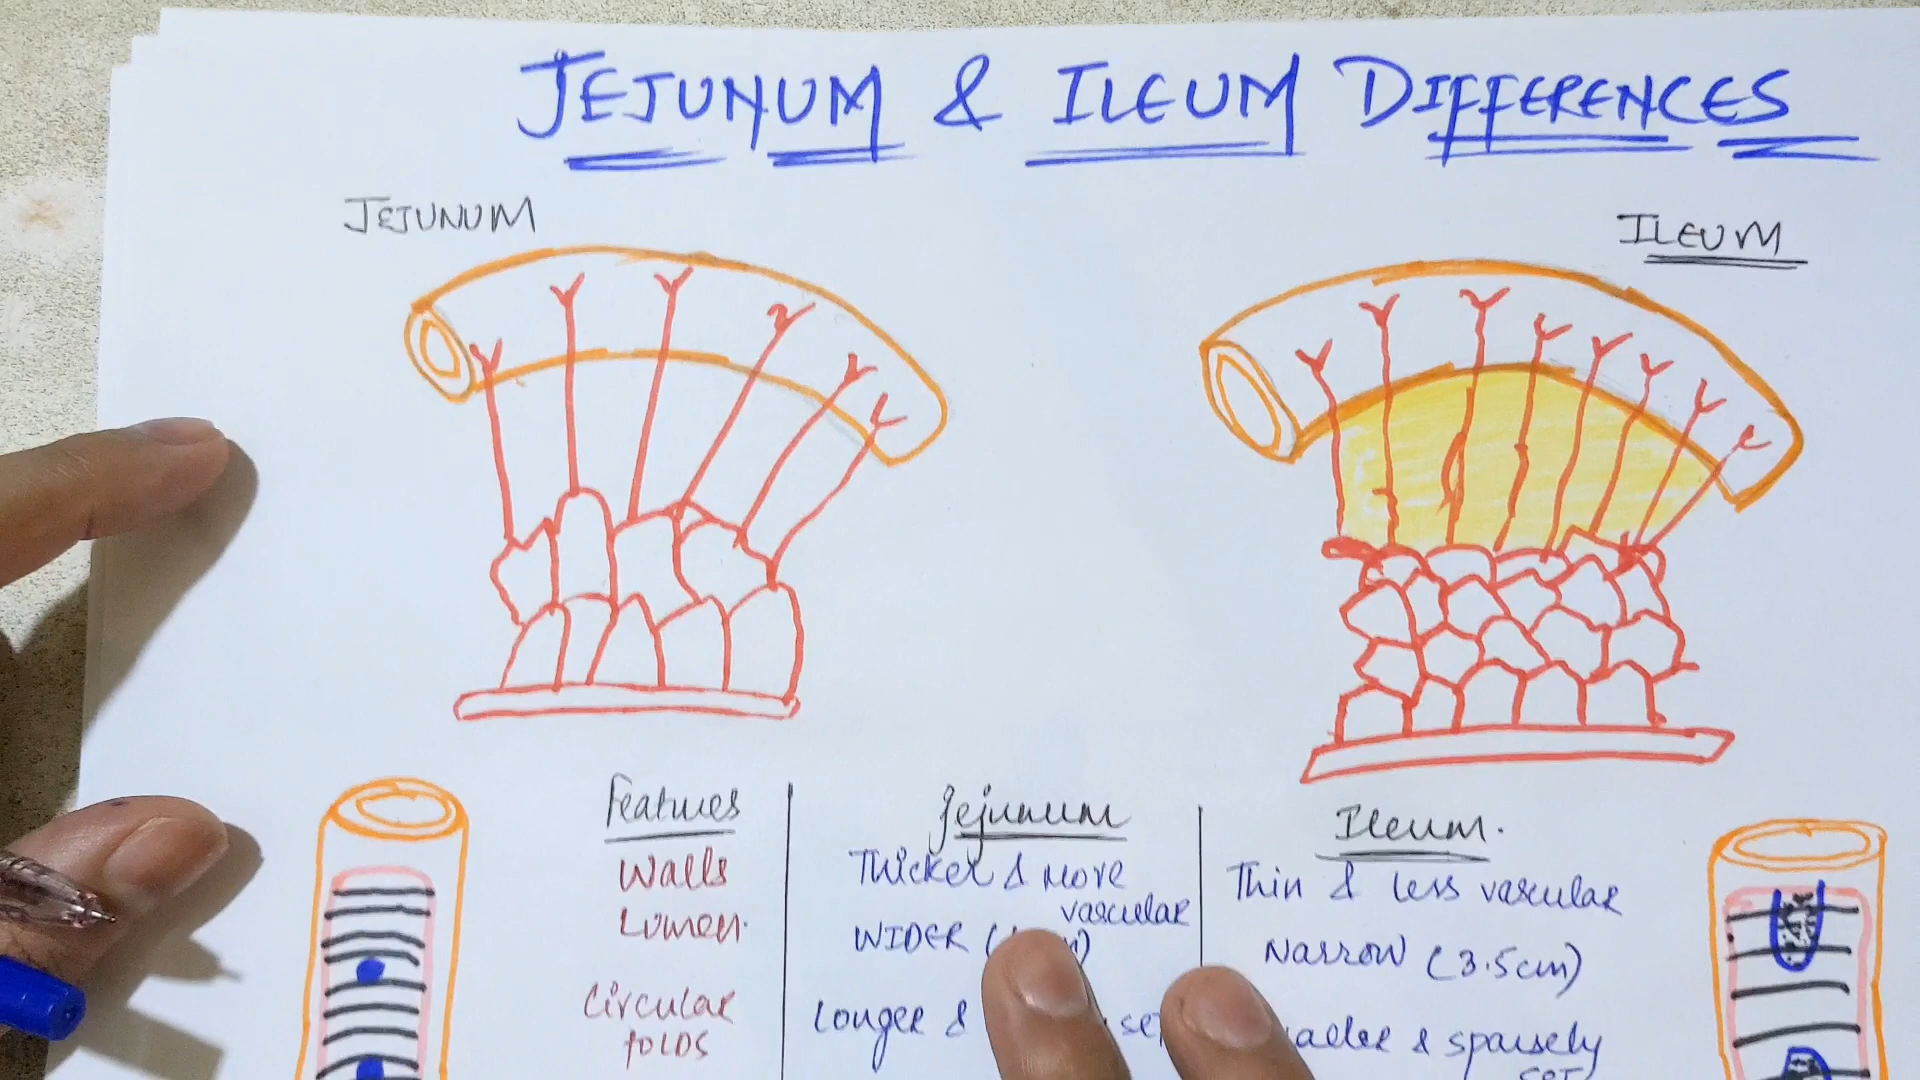 JEJUNUM & ILEUM DIFFERENCES
JEJUNUM
ILEUM
Features
Jejunum
Ileum.
Walls
Thicker & More vascular
Thin & less vascular
Lumen.
WIDER
Narrow (3.5cm)
Circular folds
Longer &
set
& sparsely